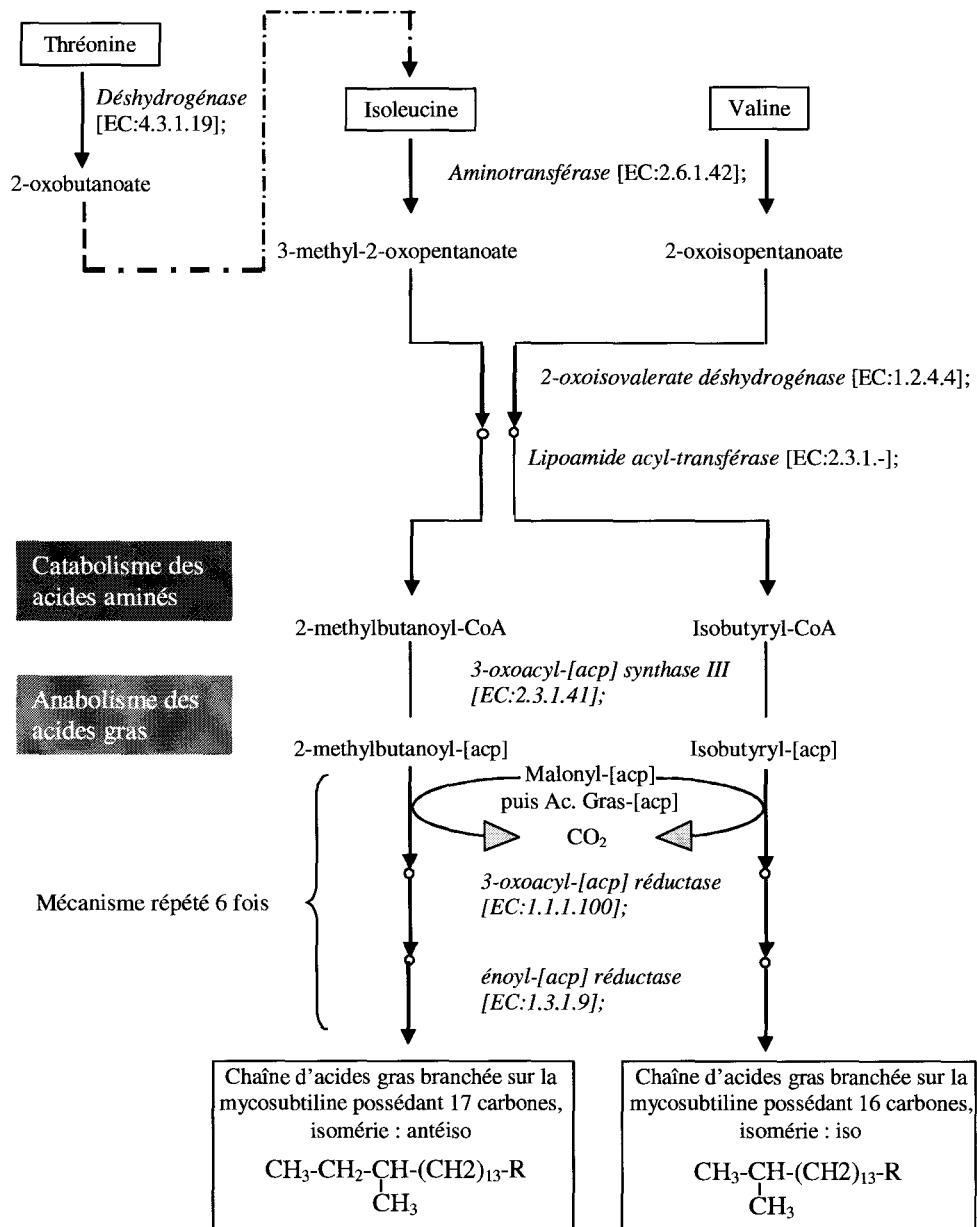 Thréonine
Déshydrogénase
[EC:4.3.1.19];
2-oxobutanoate
Isoleucine
Valine
Aminotransférase [EC:2.6.1.42];
3-methyl-2-oxopentanoate
2-oxoisopentanoate
2-oxoisovalerate déshydrogénase [EC:1.2.4.4];
Lipoamide acyl-transférase [EC:2.3.1.-];
Catabolisme des
acides aminés
2-methylbutanoyl-CoA
Isobutyryl-CoA
3-oxoacyl-[acp] synthase III
[EC:2.3.1.41];
Anabolisme des
acides gras
2-methylbutanoyl-[acp]
Isobutyryl-[acp]
Malonyl-[acp]
puis Ac. Gras-[acp]
CO₂
Mécanisme répété 6 fois
3-oxoacyl-[acp] réductase
[EC:1.1.1.100];
énoyl-[acp] réductase
[EC:1.3.1.9];
Chaîne d'acides gras branchée sur la
mycosubtiline possédant 17 carbones,
isomérie : antéiso
CH₃-CH₂-CH-(CH2)₁₃-R
CH₃
Chaîne d'acides gras branchée sur la
mycosubtiline possédant 16 carbones,
isomérie : iso
CH₃-CH-(CH2)₁₃-R
CH₃